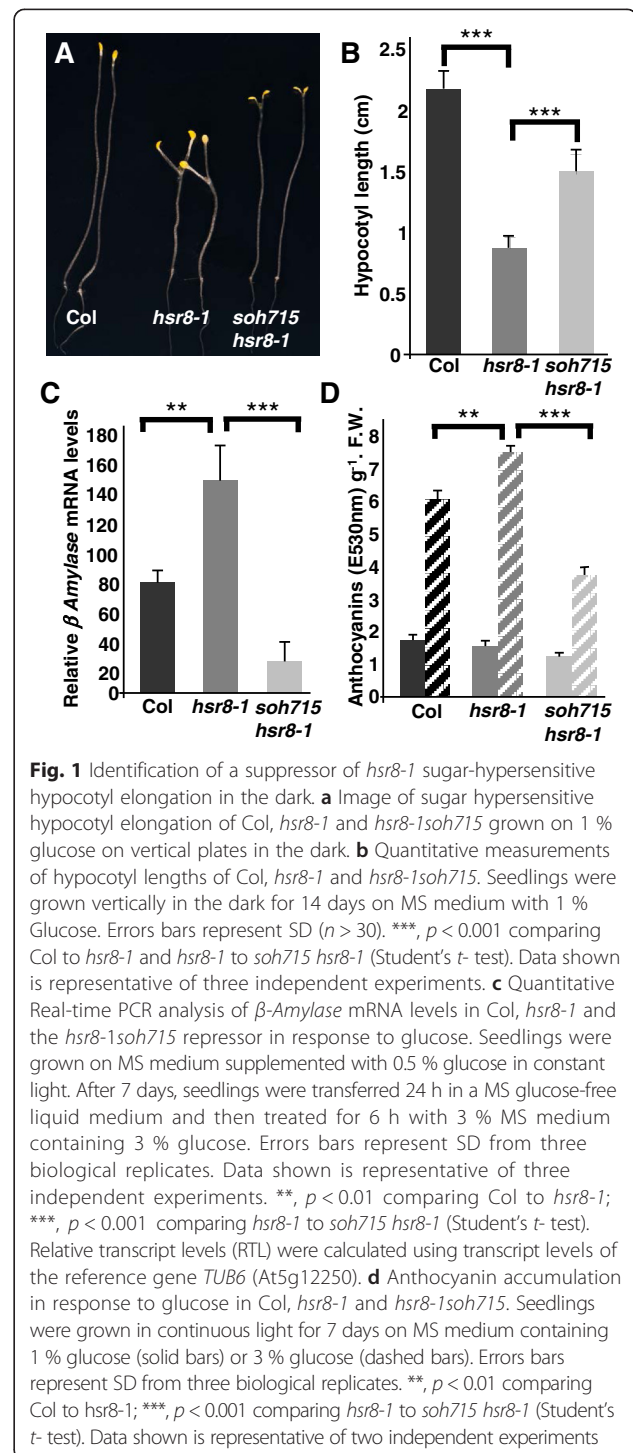 A
Col
hsr8-1
soh715
hsr8-1
B
***
***
Hypocotyl length (cm)
2.5
2
1.5
1
0.5
0
Col hsr8-1 soh715
hsr8-1
C
**
***
Relative β Amylase mRNA levels
180
160
140
120
100
80
60
40
20
0
Col hsr8-1 soh715
hsr8-1
D
**
***
Anthocyanins (E530nm) g-1. F.W.
8
7
6
5
4
3
2
1
0
Col hsr8-1 soh715
hsr8-1
Fig. 1 Identification of a suppressor of hsr8-1 sugar-hypersensitive
hypocotyl elongation in the dark. a Image of sugar hypersensitive
hypocotyl elongation of Col, hsr8-1 and hsr8-1soh715 grown on 1 %
glucose on vertical plates in the dark. b Quantitative measurements
of hypocotyl lengths of Col, hsr8-1 and hsr8-1soh715. Seedlings were
grown vertically in the dark for 14 days on MS medium with 1 %
Glucose. Errors bars represent SD (n > 30). ***, p < 0.001 comparing
Col to hsr8-1 and hsr8-1 to soh715 hsr8-1 (Student's t- test). Data shown
is representative of three independent experiments. c Quantitative
Real-time PCR analysis of β-Amylase mRNA levels in Col, hsr8-1 and
the hsr8-1soh715 repressor in response to glucose. Seedlings were
grown on MS medium supplemented with 0.5 % glucose in constant
light. After 7 days, seedlings were transferred 24 h in a MS glucose-free
liquid medium and then treated for 6 h with 3 % MS medium
containing 3 % glucose. Errors bars represent SD from three
biological replicates. Data shown is representative of three
independent experiments. **, p < 0.01 comparing Col to hsr8-1;
***, p < 0.001 comparing hsr8-1 to soh715 hsr8-1 (Student's t- test).
Relative transcript levels (RTL) were calculated using transcript levels of
the reference gene TUB6 (At5g12250). d Anthocyanin accumulation
in response to glucose in Col, hsr8-1 and hsr8-1soh715. Seedlings
were grown in continuous light for 7 days on MS medium containing
1 % glucose (solid bars) or 3 % glucose (dashed bars). Errors bars
represent SD from three biological replicates. **, p < 0.01 comparing
Col to hsr8-1; ***, p < 0.001 comparing hsr8-1 to soh715 hsr8-1 (Student's
t- test). Data shown is representative of two independent experiments